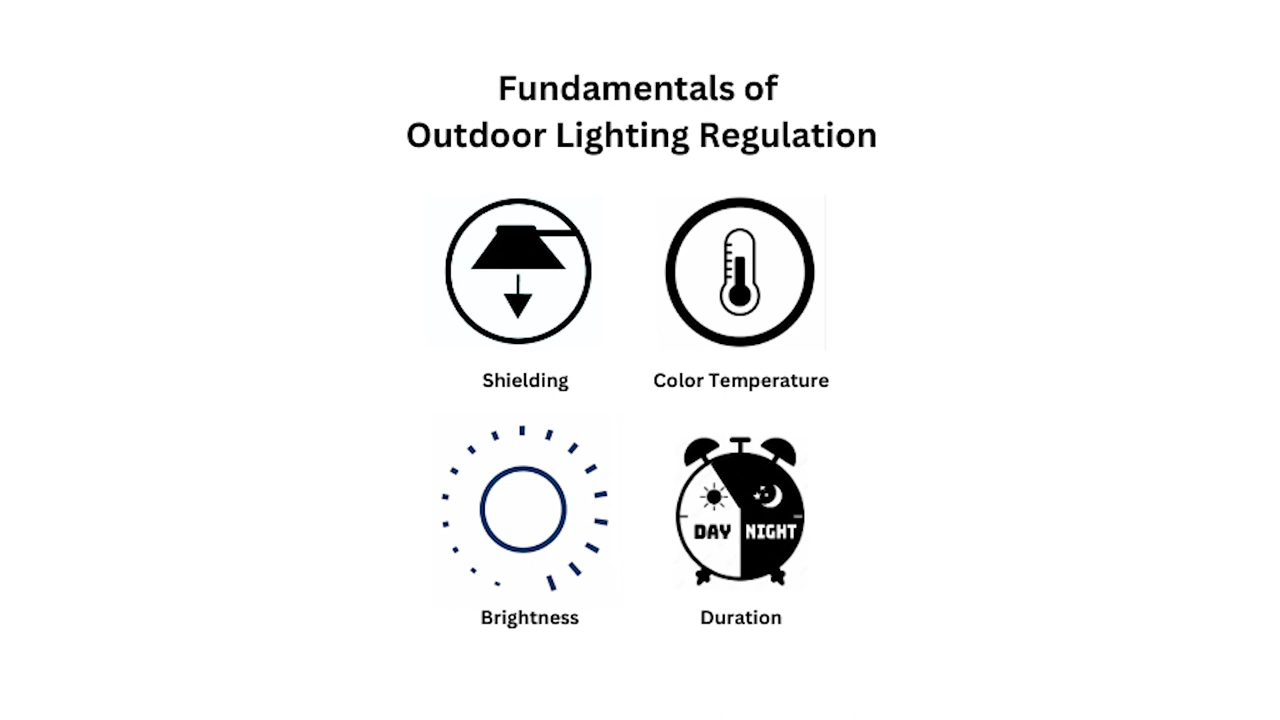 Fundamentals of
Outdoor Lighting Regulation
Shielding
Color Temperature
DAY
NIGHT
Brightness
Duration